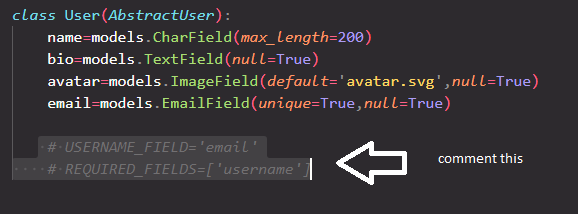 class User(AbstractUser):
name=models.CharField(max_length=200)
bio=models.TextField(null=True)
avatar=models.ImageField(default='avatar.svg',null=True)
email=models.EmailField(unique=True,null=True)
# USERNAME_FIELD='email'
# REQUIRED_FIELDS=['username']
comment this